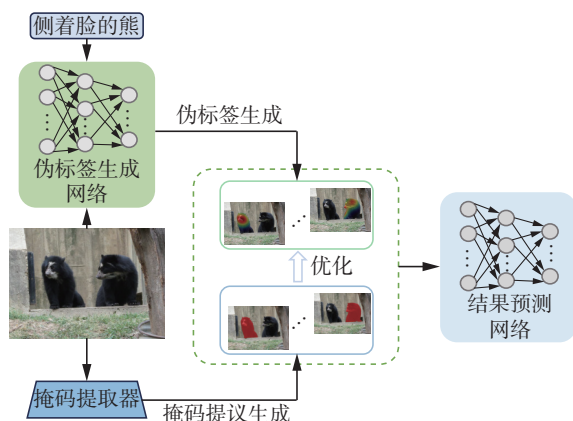 侧着脸的熊
伪标签生成
网络
伪标签生成
优化
结果预测
网络
掩码提取器
掩码提议生成